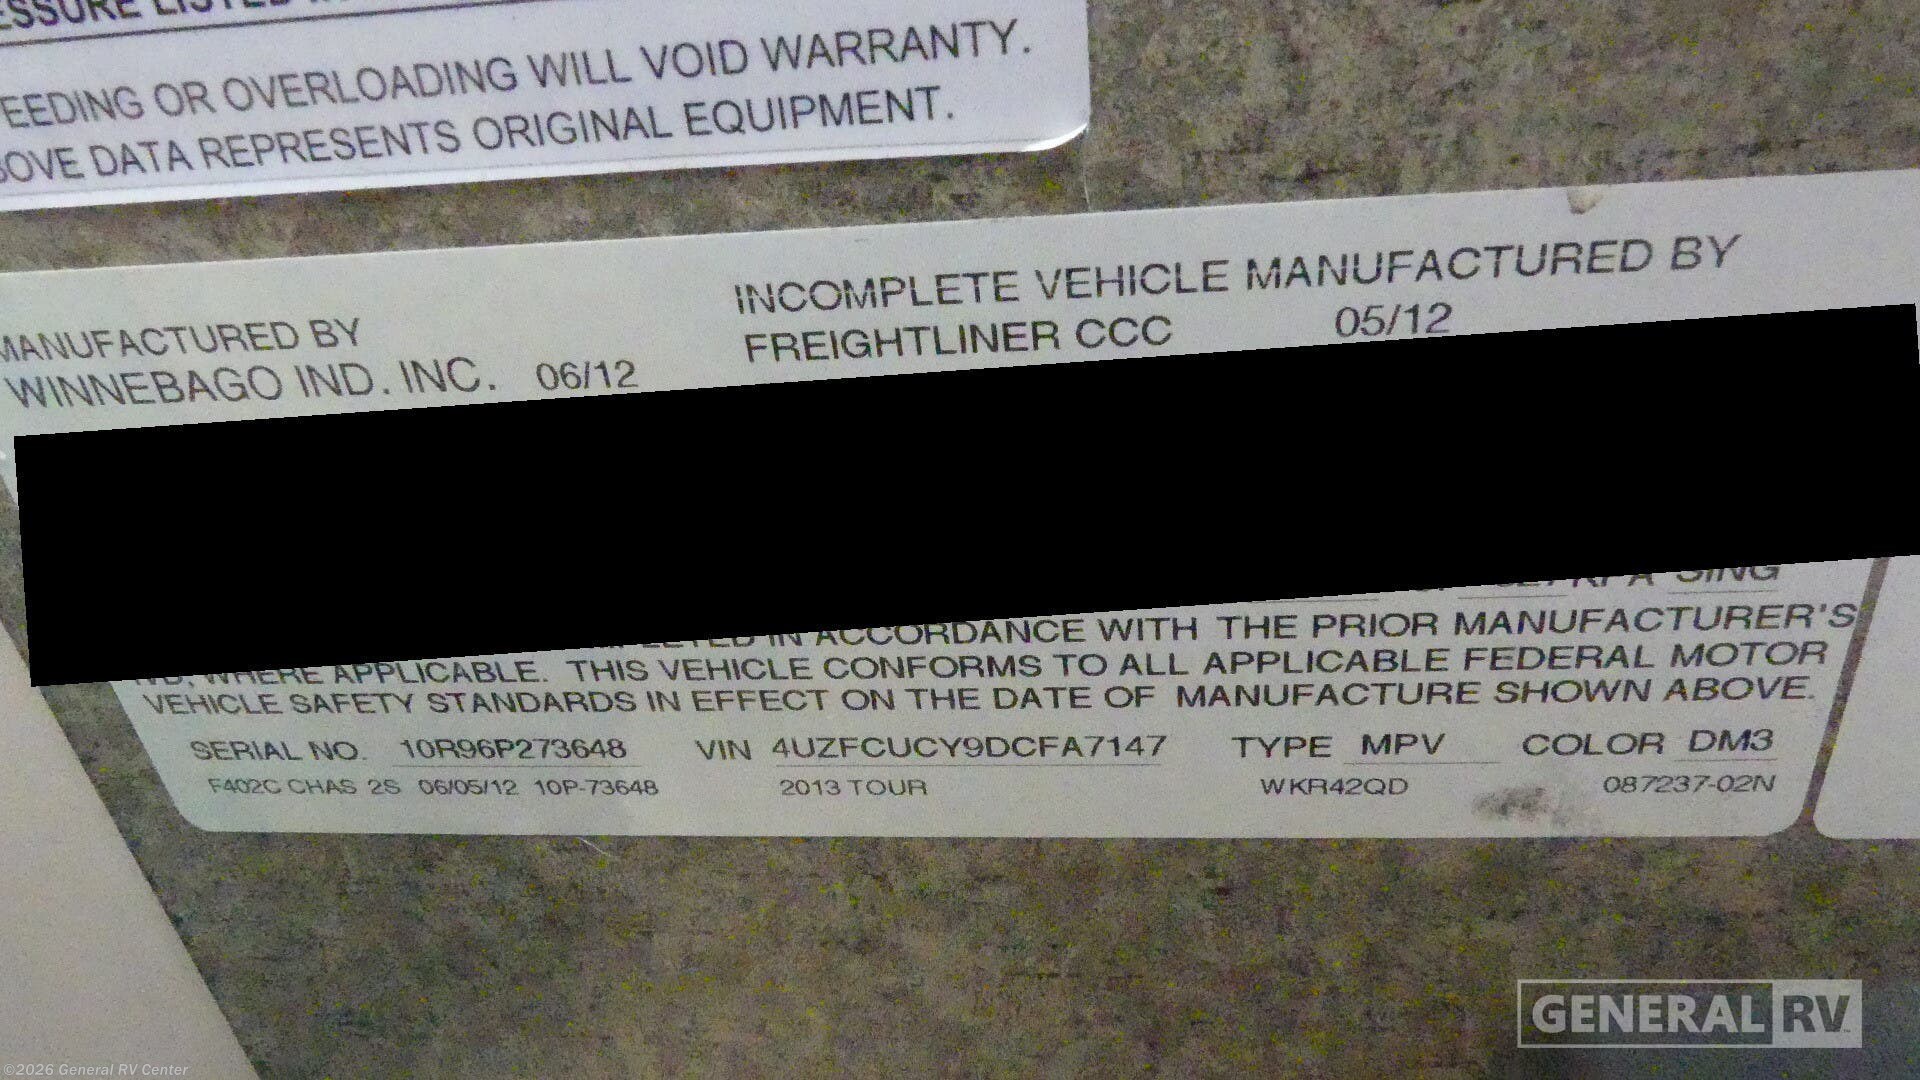 EEDING OR OVERLOADING WILL VOID WARRANTY.
OVE DATA REPRESENTS ORIGINAL EQUIPMENT.
MANUFACTURED BY
WINNEBAGO IND. INC. 06/12
INCOMPLETE VEHICLE MANUFACTURED BY
FREIGHTLINER CCC 05/12
IN ACCORDANCE WITH THE PRIOR MANUFACTURER'S
WHERE APPLICABLE. THIS VEHICLE CONFORMS TO ALL APPLICABLE FEDERAL MOTOR
VEHICLE SAFETY STANDARDS IN EFFECT ON THE DATE OF MANUFACTURE SHOWN ABOVE.
SERIAL NO. 10R96P273648 VIN 4UZFCUCY9DCFA7147 TYPE MPV COLOR DM3
F402C CHAS 2S 06/05/12 10P-73648 2013 TOUR WKR42QD 087237-02N
GENERAL RV
©2026 General RV Center